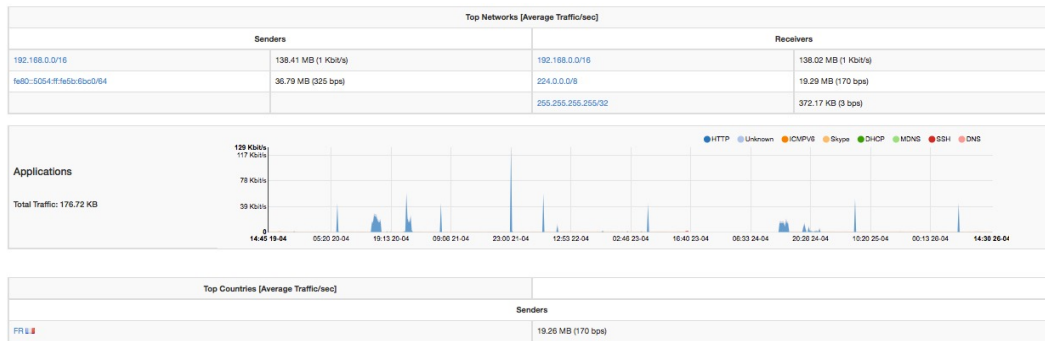 Top Networks [Average Traffic/sec]
Senders Receivers
192.168.0.0/16 138.41 MB (1 Kbit/s) 192.168.0.0/16 138.02 MB (1 Kbit/s)
fe80::5054:ff:fe5b:6bc0/64 36.79 MB (325 bps) 224.0.0.0/8 19.29 MB (170 bps)
255.255.255.255/32 372.17 KB (3 bps)
HTTP Unknown ICMPV6 Skype DHCP MDNS SSH DNS
129 Kbit/s
117 Kbit/s
Applications
78 Kbit/s
Total Traffic: 176.72 KB
39 Kbit/s
0
14:45 19-04 05:20 20-04 19:13 20-04 09:06 21-04 23:00 21-04 12:53 22-04 02:46 23-04 16:40 23-04 06:33 24-04 20:26 24-04 10:20 25-04 00:13 26-04 14:38 26-04
Top Countries [Average Traffic/sec]
Senders
FR 19.26 MB (170 bps)